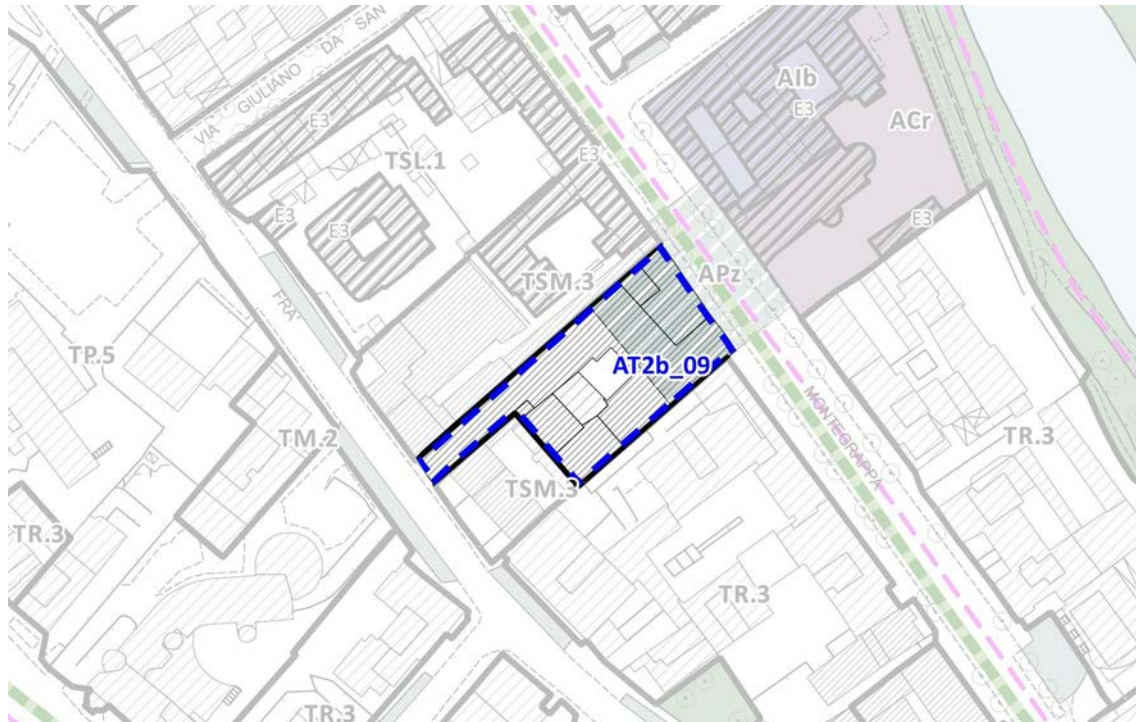 VIA GIULIANO DA SAN
AIb
E3
ACr
E3
TSL.1
E3
E3
E3
E3
TSM.3
APz
FRA'
TP.5
AT2b_09
MONTEGRAPPA
TM.2
TR.3
TSM.3
TR.3
TR.3
TR.3